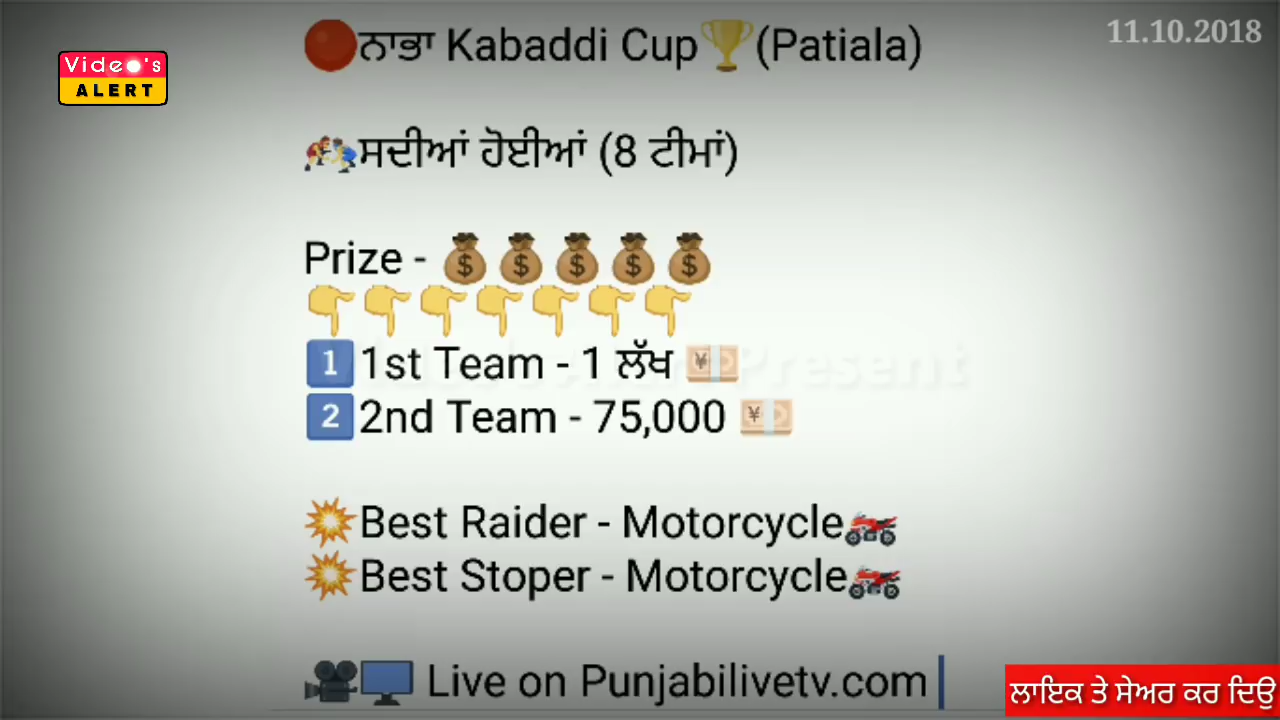 🔴ਨਾਭਾ Kabaddi Cup🏆(Patiala)
11.10.2018
Video's
ALERT
🤼ਸਦੀਆਂ ਹੋਈਆਂ (8 ਟੀਮਾਂ)
Prize - 💰💰💰💰💰
👇👇👇👇👇👇👇
1️⃣1st Team - 1 ਲੱਖ 💴
2️⃣2nd Team - 75,000 💴
💥Best Raider - Motorcycle🏍
💥Best Stoper - Motorcycle🏍
🎥🖥 Live on Punjabilivetv.com
ਲਾਇਕ ਤੇ ਸੇਅਰ ਕਰ ਦਿਉ